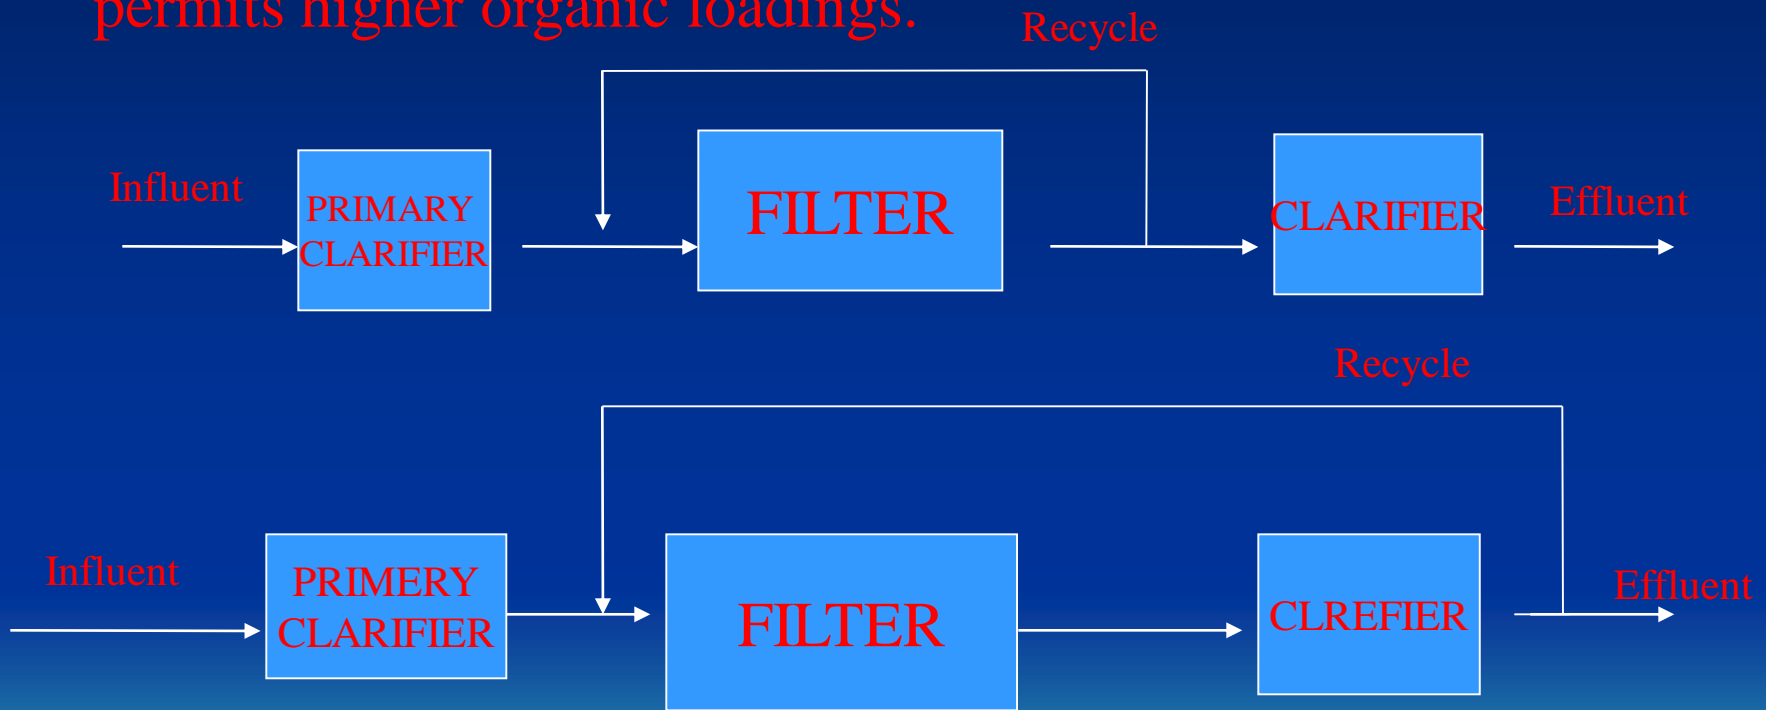 permits higher organic loadings.
Recycle
Influent
PRIMARY
CLARIFIER
FILTER
CLARIFIER
Effluent
Recycle
Influent
PRIMERY
CLARIFIER
FILTER
CLREFIER
Effluent